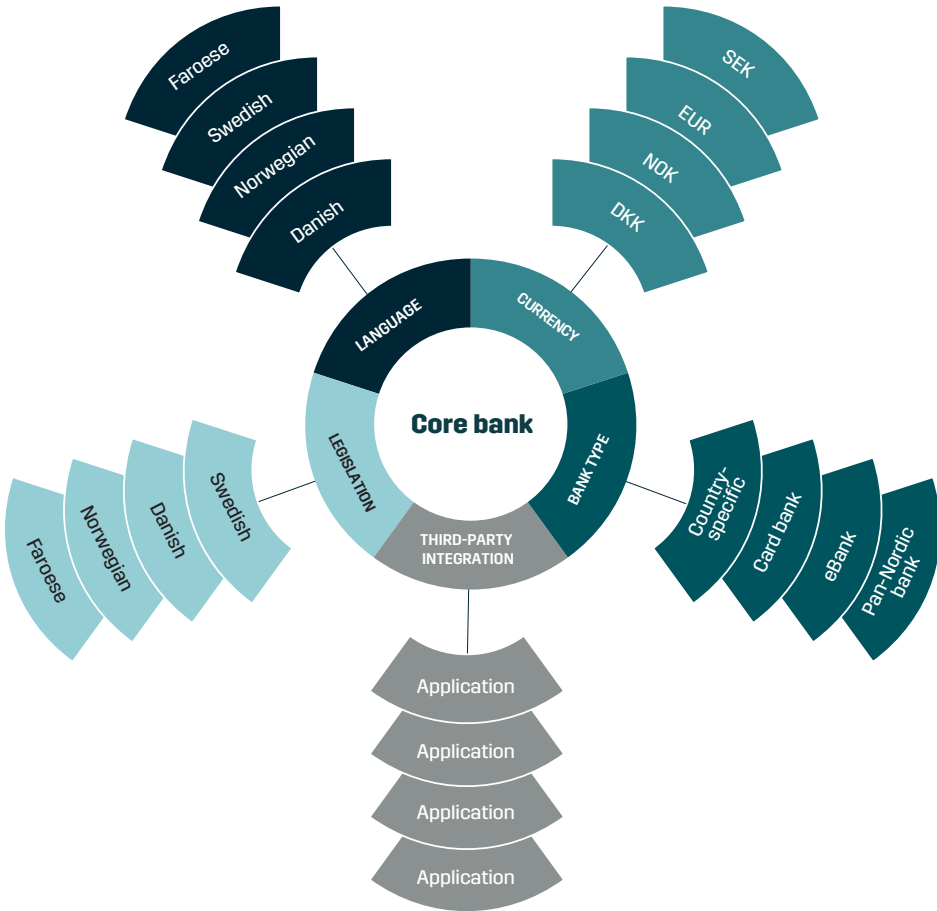 Faroese
Swedish
Norwegian
Danish
SEK
EUR
NOK
DKK
LANGUAGE
CURRENCY
Core bank
LEGISLATION
BANK TYPE
THIRD-PARTY
INTEGRATION
Swedish
Danish
Norwegian
Faroese
Country-
specific
Card bank
eBank
Pan-Nordic
bank
Application
Application
Application
Application